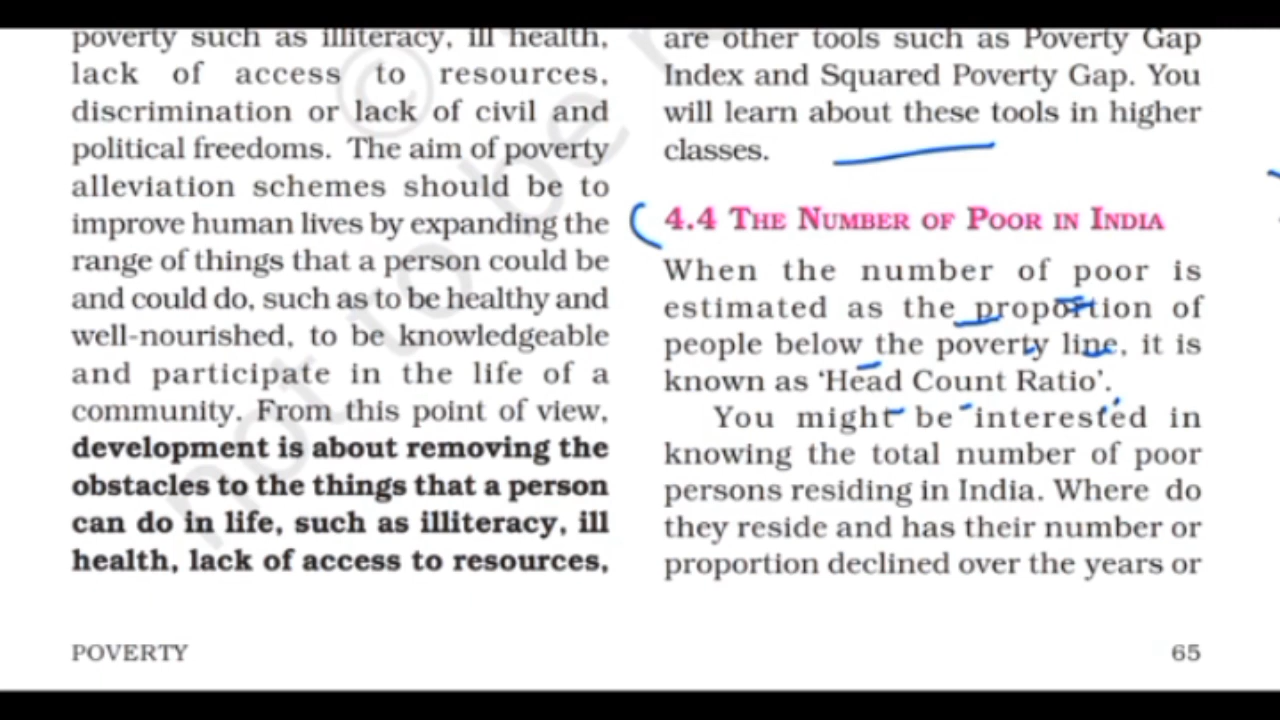 poverty such as illiteracy, ill health,
lack of access to resources,
discrimination or lack of civil and
political freedoms. The aim of poverty
alleviation schemes should be to
improve human lives by expanding the
range of things that a person could be
and could do, such as to be healthy and
well-nourished, to be knowledgeable
and participate in the life of a
community. From this point of view,
development is about removing the
obstacles to the things that a person
can do in life, such as illiteracy, ill
health, lack of access to resources,
are other tools such as Poverty Gap
Index and Squared Poverty Gap. You
will learn about these tools in higher
classes.
4.4 THE NUMBER OF POOR IN INDIA
When the number of poor is
estimated as the proportion of
people below the poverty line, it is
known as ‘Head Count Ratio’.
You might be interested in
knowing the total number of poor
persons residing in India. Where do
they reside and has their number or
proportion declined over the years or
POVERTY
65
©
not to be r